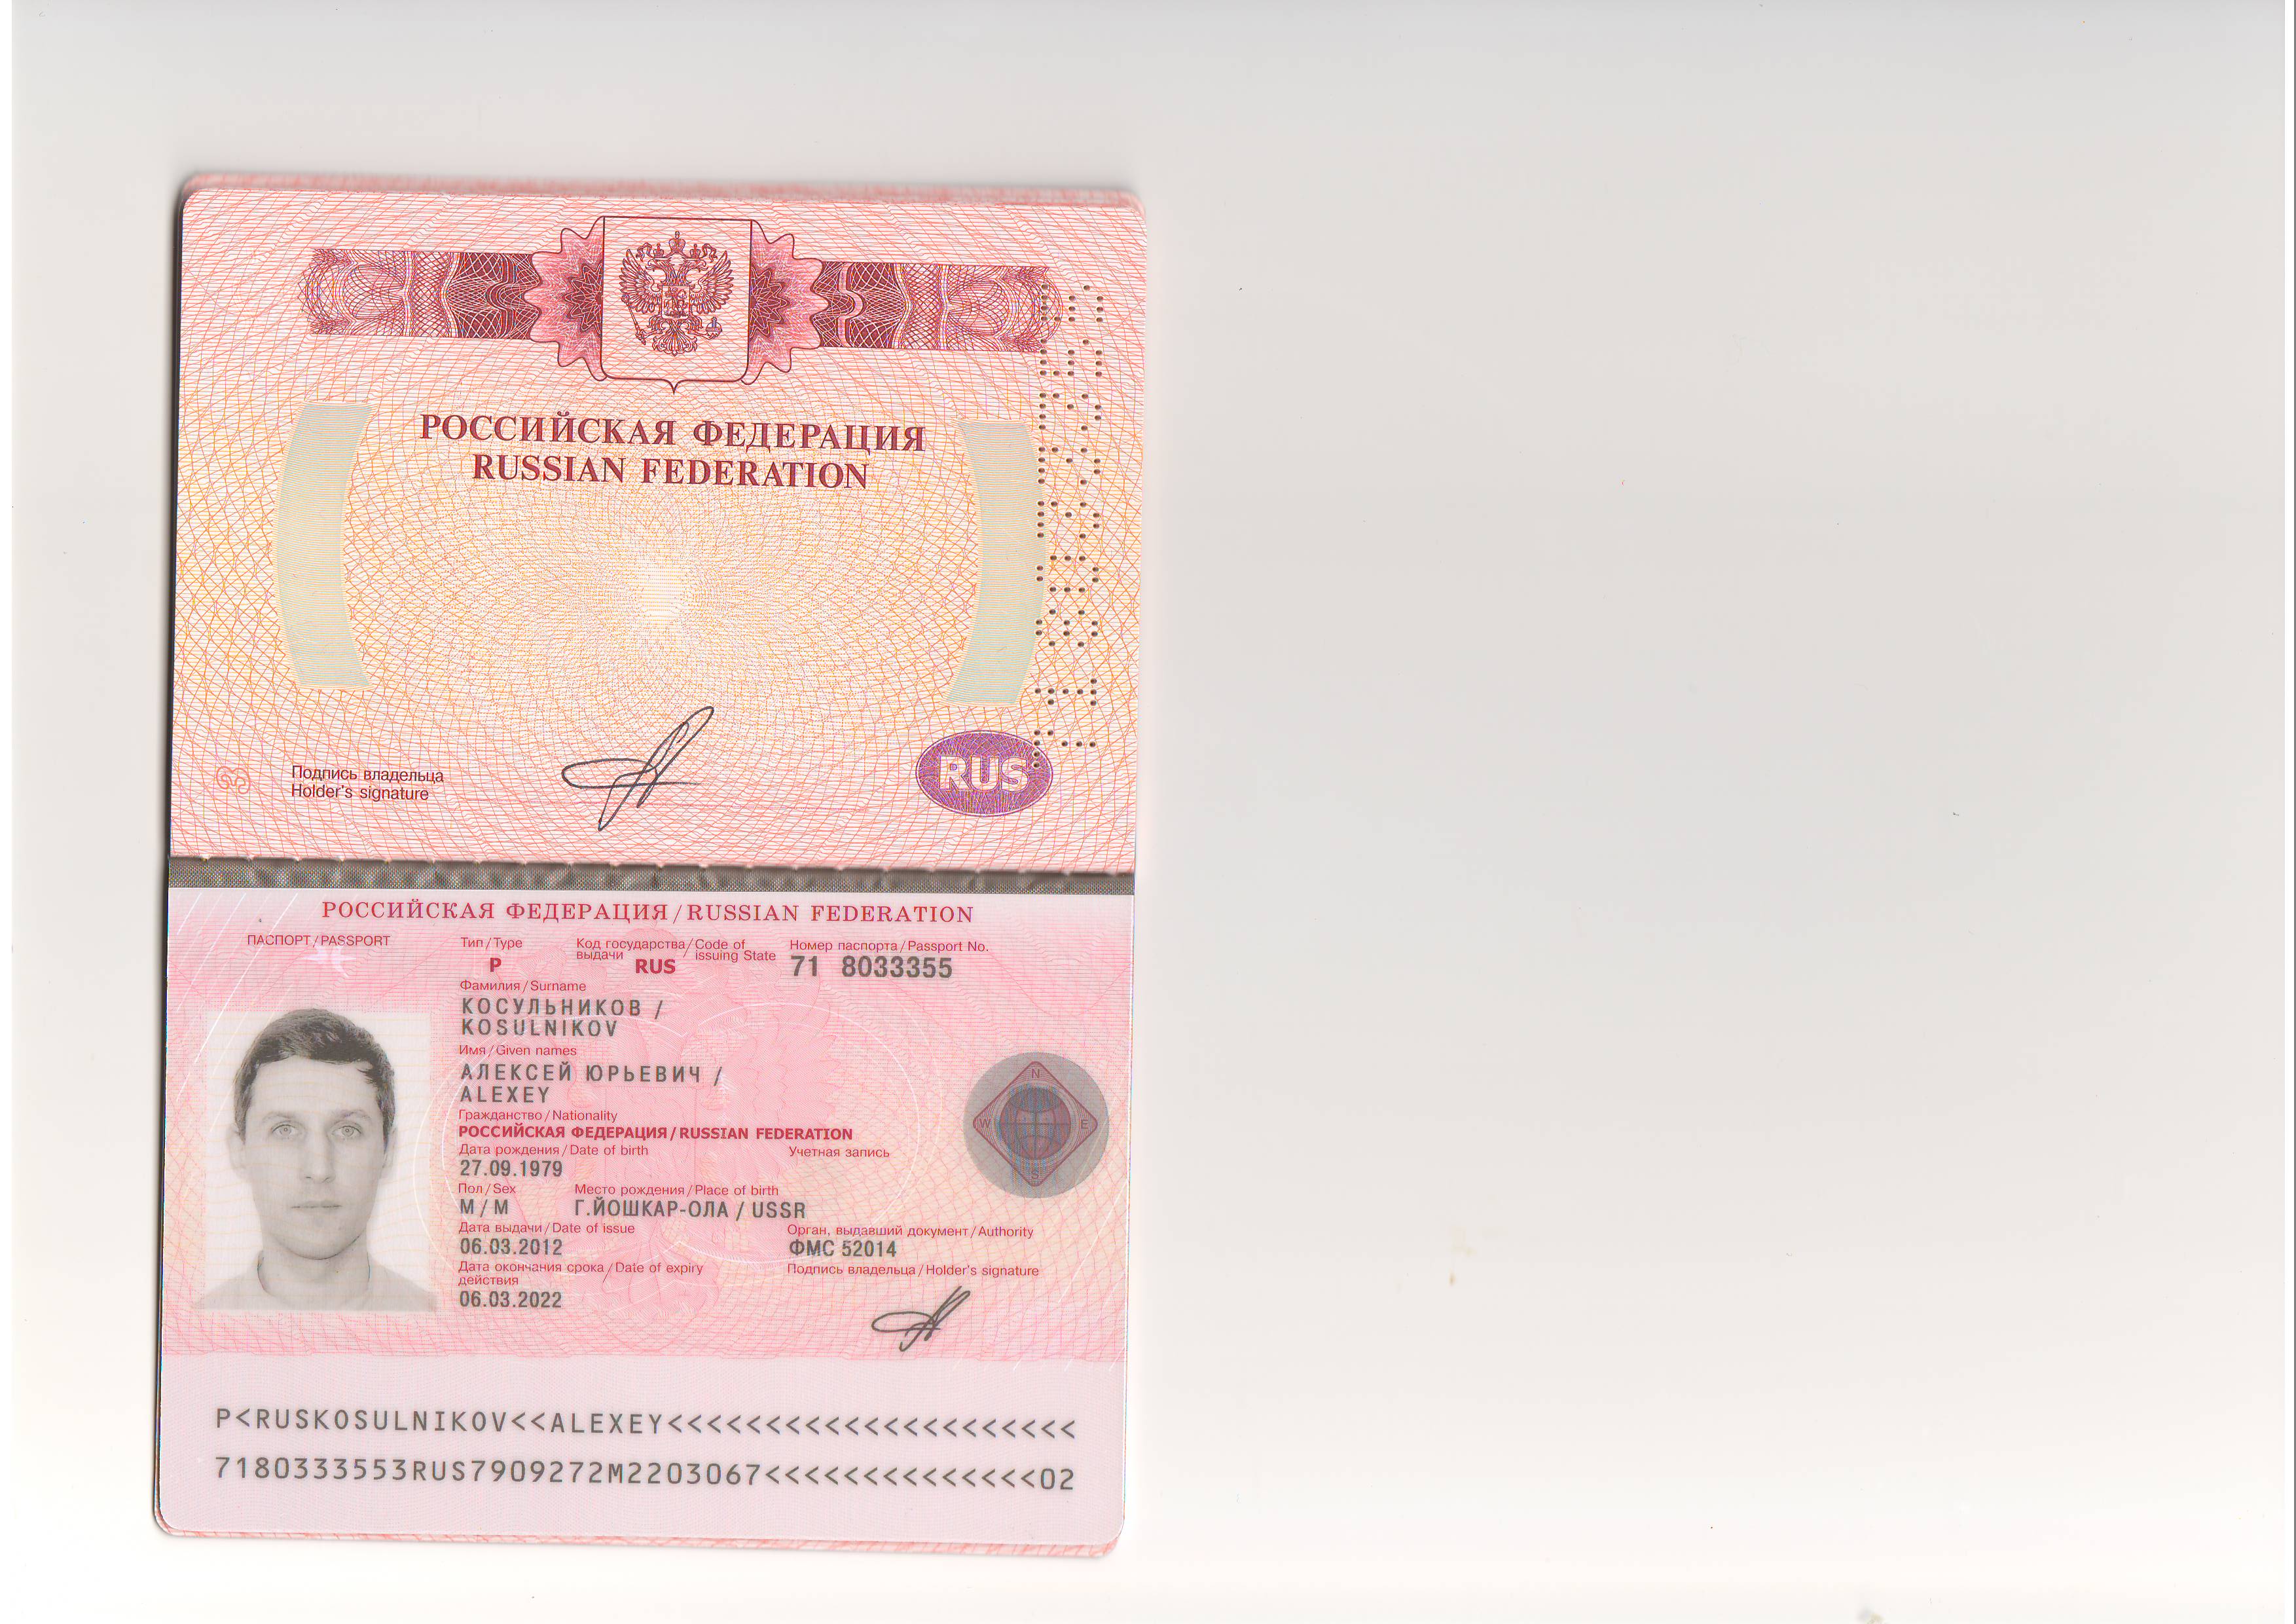 РОССИЙСКАЯ ФЕДЕРАЦИЯ
RUSSIAN FEDERATION
Подпись владельца
Holder's signature
RUS
РОССИЙСКАЯ ФЕДЕРАЦИЯ / RUSSIAN FEDERATION
ПАСПОРТ / PASSPORT
Тип / Type
Код государства / Code of
выдачи / issuing State
Номер паспорта / Passport No.
P
RUS
71 8033355
Фамилия / Surname
КОСУЛЬНИКОВ /
KOSULNIKOV
Имя / Given names
АЛЕКСЕЙ ЮРЬЕВИЧ /
ALEXEY
Гражданство / Nationality
РОССИЙСКАЯ ФЕДЕРАЦИЯ / RUSSIAN FEDERATION
Дата рождения / Date of birth
Учетная запись
27.09.1979
Пол / Sex
Место рождения / Place of birth
М / M
Г.ЙОШКАР-ОЛА / USSR
Дата выдачи / Date of issue
Орган, выдавший документ / Authority
06.03.2012
ФМС 52014
Дата окончания срока / Date of expiry
действия
Подпись владельца / Holder's signature
06.03.2022
N
W
E
S
P<RUSKOSULNIKOV<<ALEXEY<<<<<<<<<<<<<<<<<<<<<
7180333553RUS7909272M2203067<<<<<<<<<<<<<<02